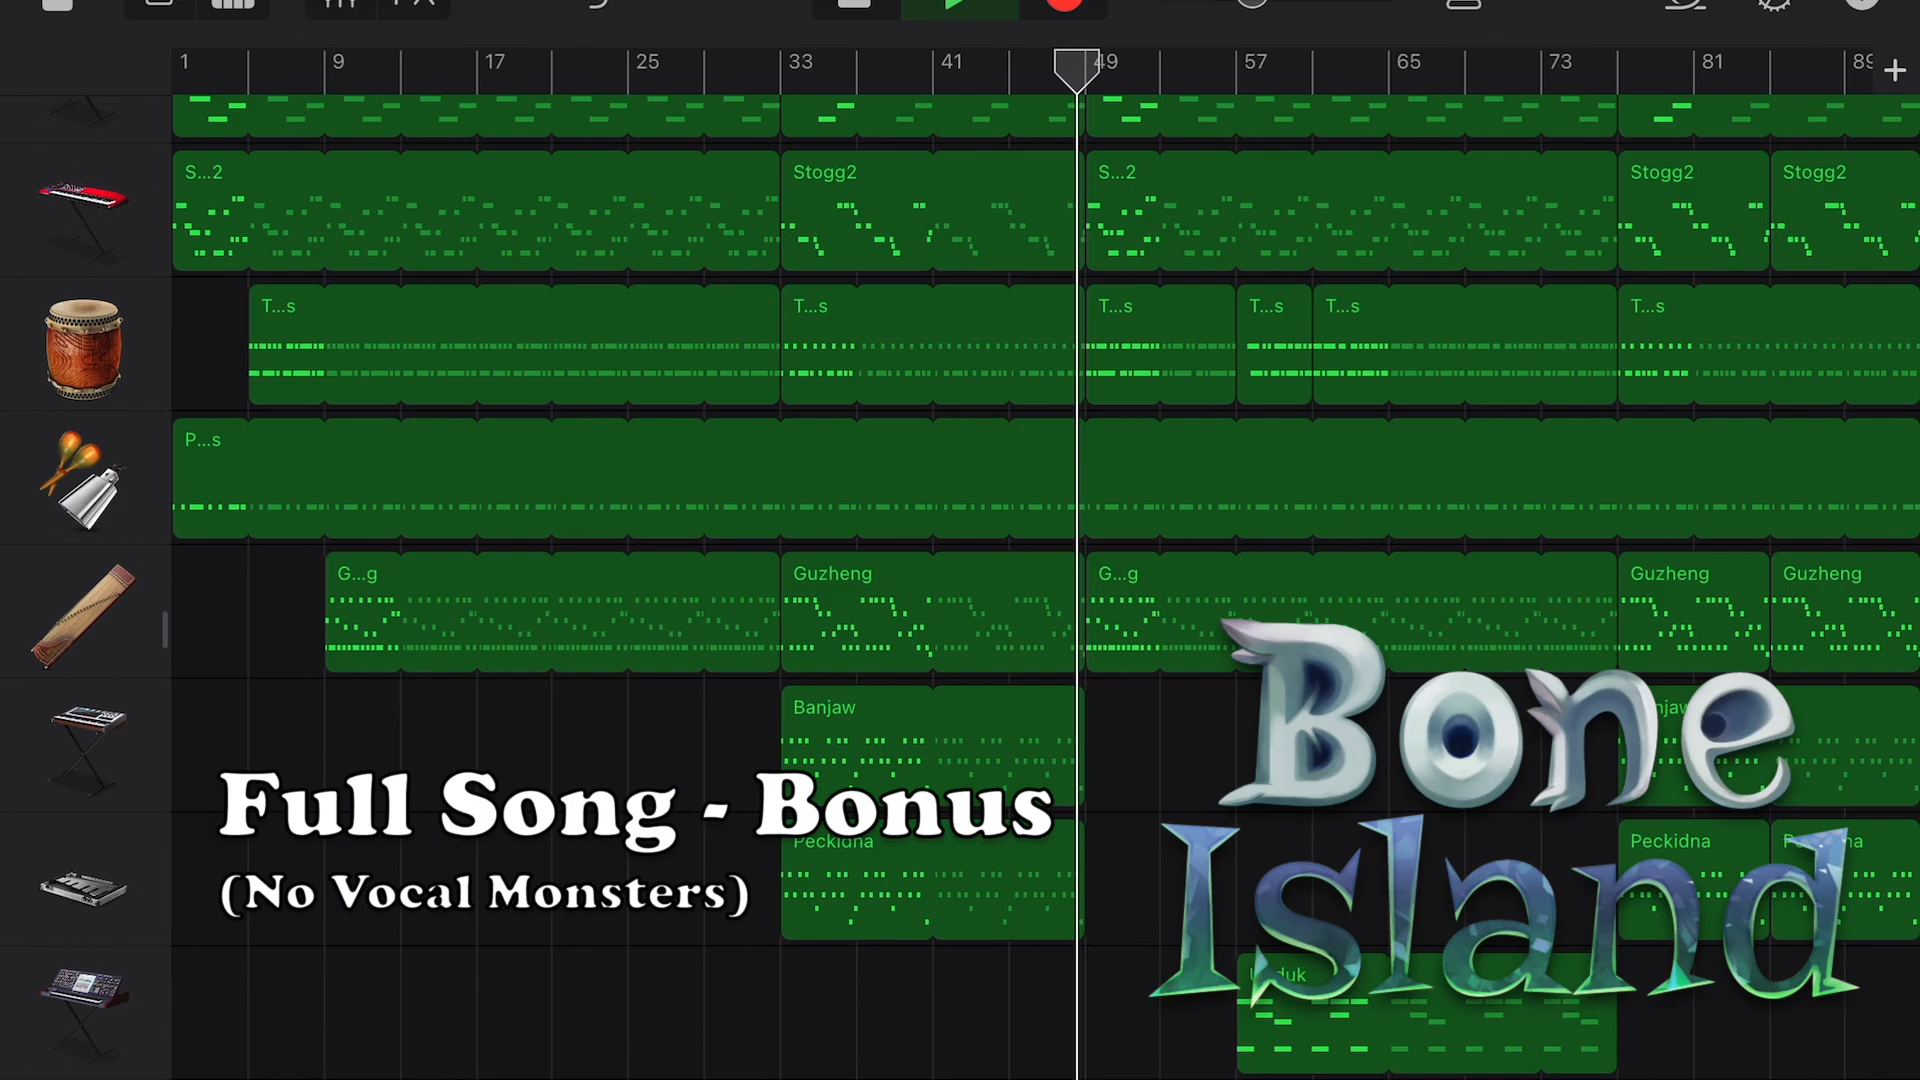 1 9 17 25 33 41 49 57 65 73 81 89
S...2 Stogg2 S...2 Stogg2 Stogg2
T...s T...s T...s T...s T...s T...s
P...s
G...g Guzheng G...g Guzheng Guzheng
Banjaw
Full Song - Bonus
(No Vocal Monsters)
Peckidna Peckidna
Bone
Island